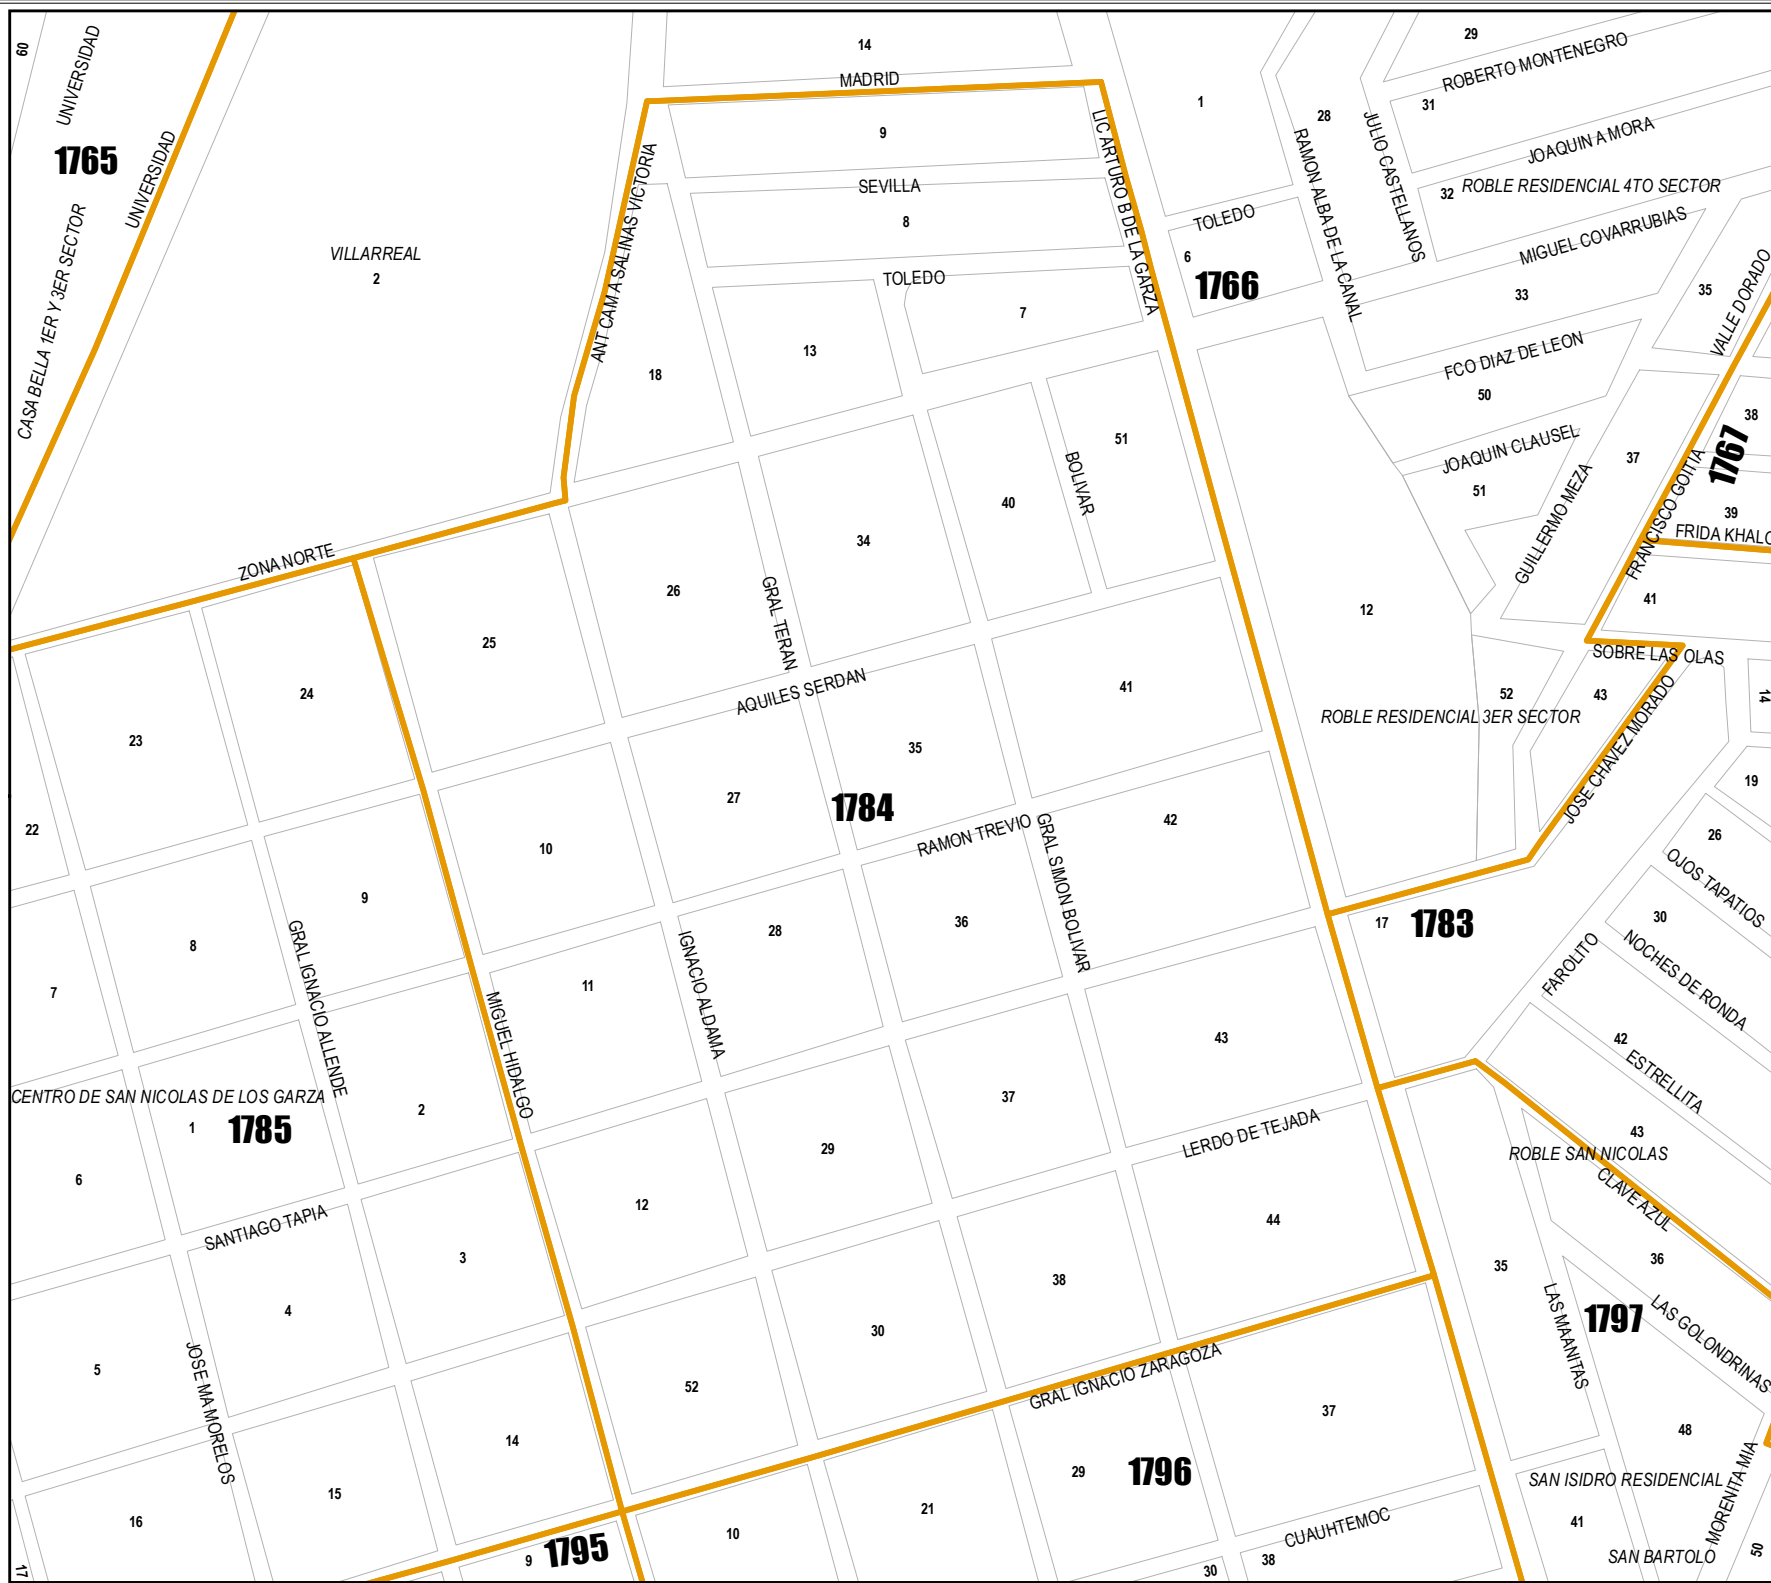 60
UNIVERSIDAD
1765
UNIVERSIDAD
CASA BELLA 1ER Y 3ER SECTOR
VILLARREAL
2
14
MADRID
9
SEVILLA
8
TOLEDO
7
13
18
ANT CAM A SALINAS VICTORIA
LIC ARTURO B DE LA GARZA
1
TOLEDO
6
1766
28
RAMON ALBA DE LA CANAL
JULIO CASTELLANOS
29
ROBERTO MONTENEGRO
31
JOAQUIN A MORA
32
ROBLE RESIDENCIAL 4TO SECTOR
MIGUEL COVARRUBIAS
33
35
VALLE DORADO
FCO DIAZ DE LEON
50
JOAQUIN CLAUSEL
51
GUILLERMO MEZA
37
38
1767
39
FRANCISCO GOITIA
FRIDA KHALO
41
SOBRE LAS OLAS
12
52
43
ROBLE RESIDENCIAL 3ER SECTOR
JOSE CHAVEZ MORADO
14
19
26
OJOS TAPATIOS
30
NOCHES DE RONDA
FAROLITO
42
ESTRELLITA
43
ROBLE SAN NICOLAS
CLAVE AZUL
17
1783
51
BOLIVAR
40
34
26
GRAL TERAN
ZONA NORTE
25
24
23
22
AQUILES SERDAN
41
35
27
1784
10
RAMON TREVIO
42
GRAL SIMON BOLIVAR
36
28
IGNACIO ALDAMA
11
9
8
7
GRAL IGNACIO ALLENDE
MIGUEL HIDALGO
43
37
29
12
LERDO DE TEJADA
44
38
30
52
CENTRO DE SAN NICOLAS DE LOS GARZA
1
1785
2
6
SANTIAGO TAPIA
3
4
5
JOSE MA MORELOS
14
15
16
17
GRAL IGNACIO ZARAGOZA
37
29
1796
21
10
9
1795
CUAUHTEMOC
38
30
35
36
1797
LAS MAANITAS
LAS GOLONDRINAS
48
SAN ISIDRO RESIDENCIAL
MORENITA MIA
41
SAN BARTOLO
50